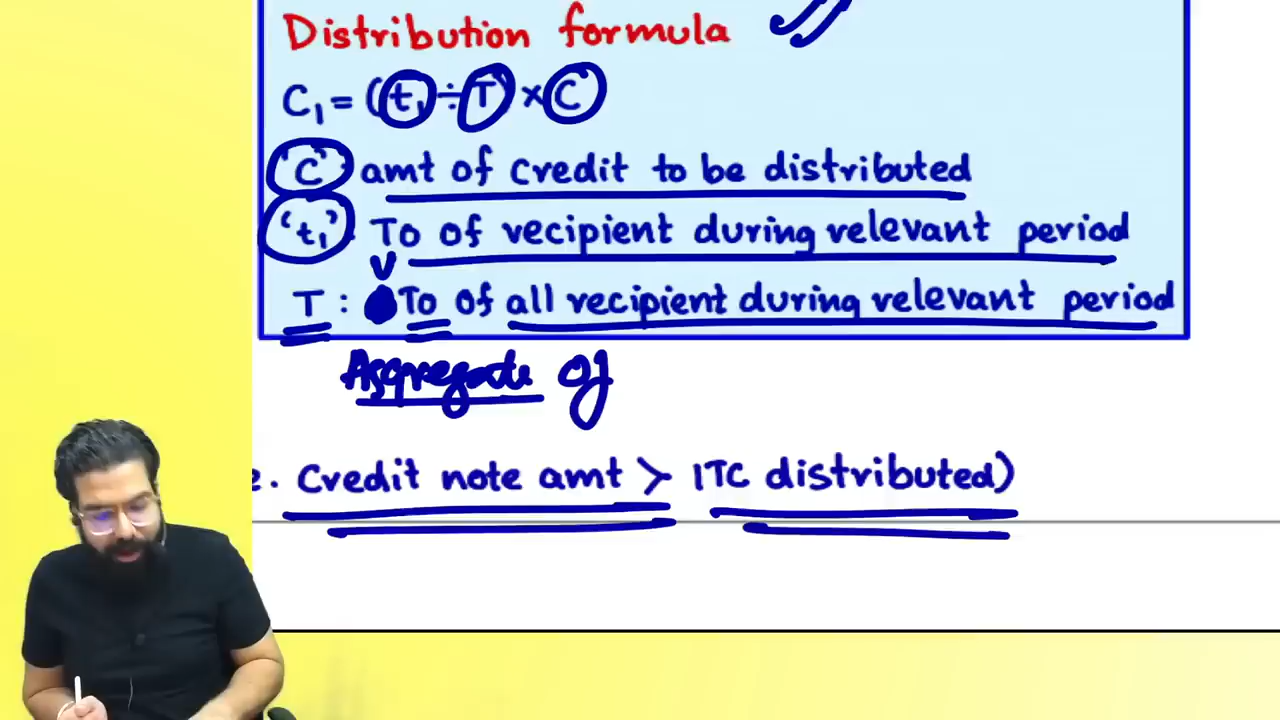 Distribution formula
C₁ = (t₁ ÷ T) × C
'C' amt of credit to be distributed
't₁' To of recipient during relevant period
T : To of all recipient during relevant period
Aggregate of
e. Credit note amt > ITC distributed)